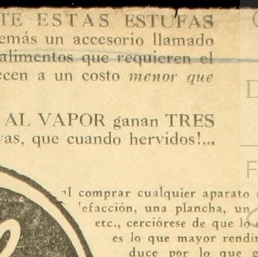 TE ESTAS ESTUFAS
emás un accesorio llamado
alimentos que requieren el
ecen a un costo menor que
AL VAPOR ganan TRES
vas, que cuando hervidos!...
al comprar cualquier aparato
efacción, una plancha, un
etc., cerciórese de que lo
es lo que mayor rendi
duce por lo que